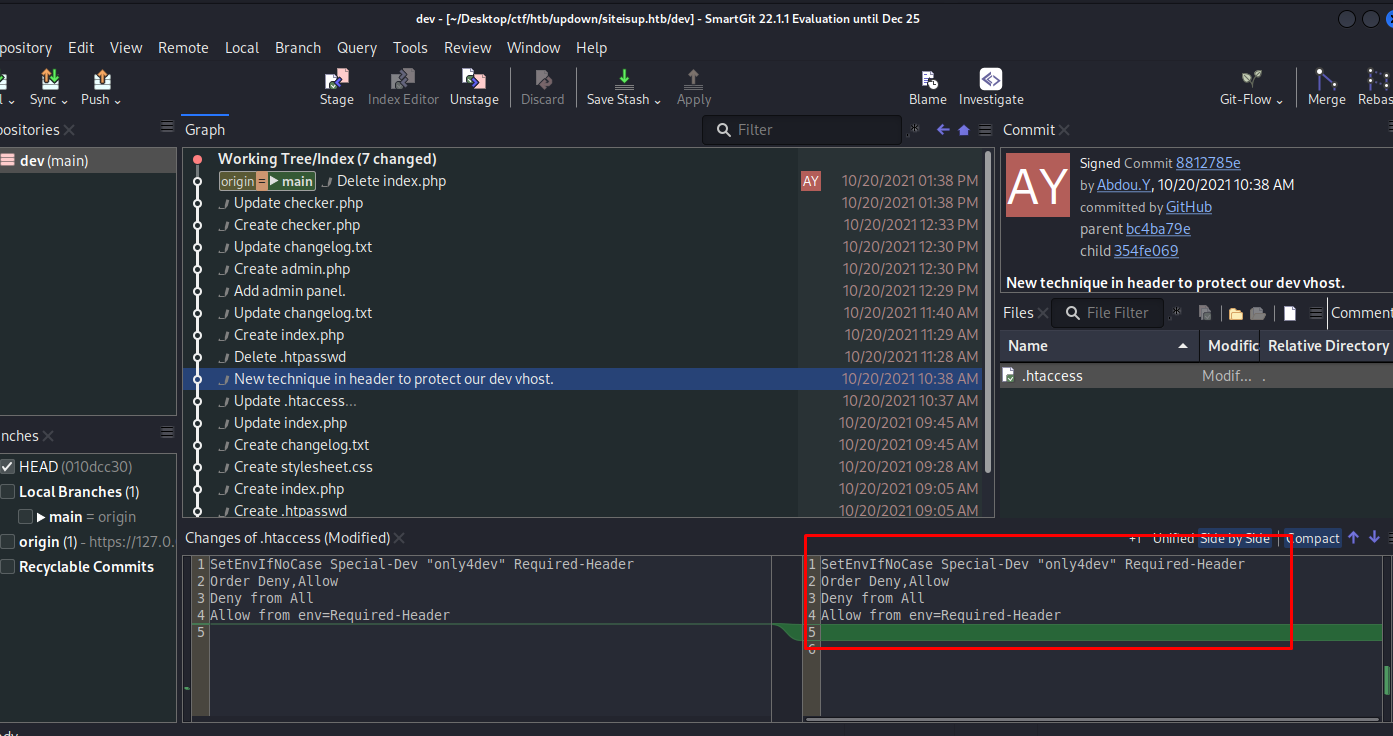 dev - [~/Desktop/ctf/htb/updown/siteisup.htb/dev] - SmartGit 22.1.1 Evaluation until Dec 25
pository Edit View Remote Local Branch Query Tools Review Window Help
Sync Push Stage Index Editor Unstage Discard Save Stash Apply Blame Investigate Git-Flow Merge Rebas
positories
dev (main)
Graph
Filter
Working Tree/Index (7 changed)
origin = main Delete index.php AY 10/20/2021 01:38 PM
Update checker.php 10/20/2021 01:38 PM
Create checker.php 10/20/2021 12:33 PM
Update changelog.txt 10/20/2021 12:30 PM
Create admin.php 10/20/2021 12:30 PM
Add admin panel. 10/20/2021 12:29 PM
Update changelog.txt 10/20/2021 11:40 AM
Create index.php 10/20/2021 11:29 AM
Delete .htpasswd 10/20/2021 11:28 AM
New technique in header to protect our dev vhost. 10/20/2021 10:38 AM
Update .htaccess... 10/20/2021 10:37 AM
Update index.php 10/20/2021 09:45 AM
Create changelog.txt 10/20/2021 09:45 AM
Create stylesheet.css 10/20/2021 09:28 AM
Create index.php 10/20/2021 09:05 AM
Create .htpasswd 10/20/2021 09:05 AM
Commit
AY
Signed Commit 8812785e
by Abdou.Y, 10/20/2021 10:38 AM
committed by GitHub
parent bc4ba79e
child 354fe069
New technique in header to protect our dev vhost.
Files
File Filter
Comment
Name Modific Relative Directory
.htaccess Modif... .
nches
HEAD (010dcc30)
Local Branches (1)
main = origin
origin (1) - https://127.0.
Recyclable Commits
Changes of .htaccess (Modified)
+1 Unified Side by Side Compact
1 SetEnvIfNoCase Special-Dev "only4dev" Required-Header
2 Order Deny,Allow
3 Deny from All
4 Allow from env=Required-Header
5
1 SetEnvIfNoCase Special-Dev "only4dev" Required-Header
2 Order Deny,Allow
3 Deny from All
4 Allow from env=Required-Header
5
6